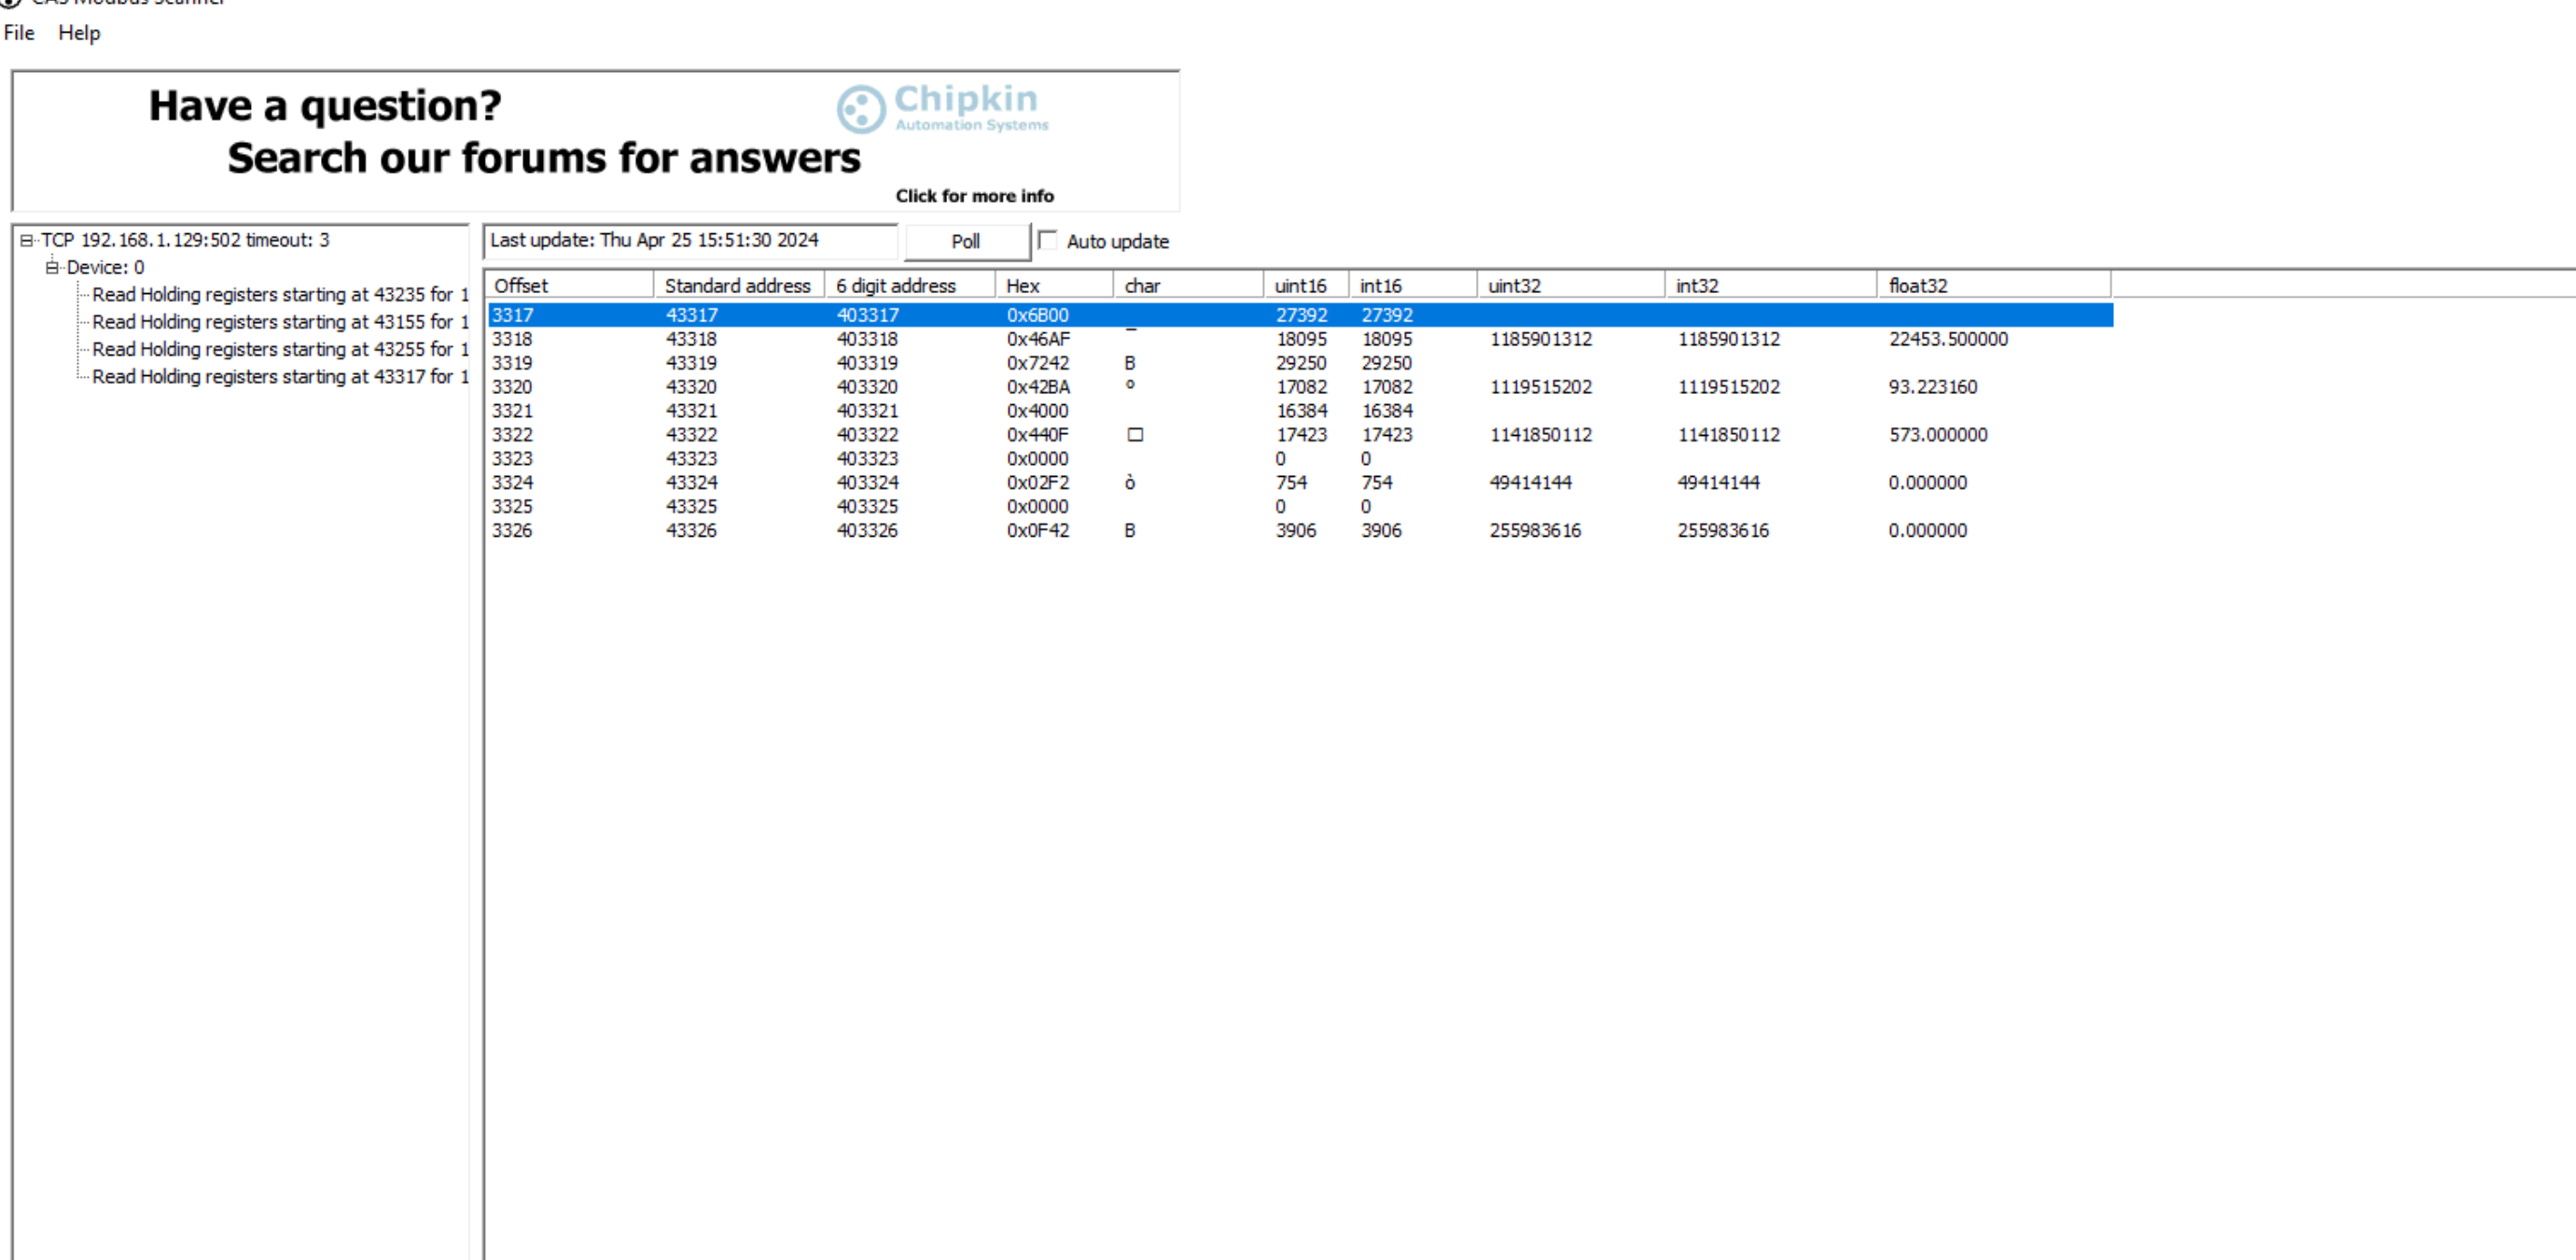 File Help
Have a question?
Search our forums for answers
Chipkin
Automation Systems
Click for more info
TCP 192.168.1.129:502 timeout: 3
Device: 0
Read Holding registers starting at 43235 for 1
Read Holding registers starting at 43155 for 1
Read Holding registers starting at 43255 for 1
Read Holding registers starting at 43317 for 1
Last update: Thu Apr 25 15:51:30 2024 Poll Auto update
Offset Standard address 6 digit address Hex char uint16 int16 uint32 int32 float32
3317 43317 403317 0x6B00 27392 27392
3318 43318 403318 0x46AF ¯ 18095 18095 1185901312 1185901312 22453.500000
3319 43319 403319 0x7242 B 29250 29250
3320 43320 403320 0x42BA º 17082 17082 1119515202 1119515202 93.223160
3321 43321 403321 0x4000 16384 16384
3322 43322 403322 0x440F □ 17423 17423 1141850112 1141850112 573.000000
3323 43323 403323 0x0000 0 0
3324 43324 403324 0x02F2 ò 754 754 49414144 49414144 0.000000
3325 43325 403325 0x0000 0 0
3326 43326 403326 0x0F42 B 3906 3906 255983616 255983616 0.000000